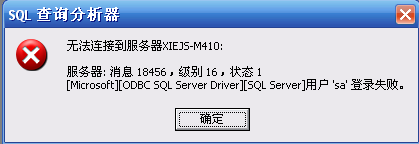 SQL 查询分析器
无法连接到服务器XIEJS-M410:
服务器: 消息 18456，级别 16，状态 1
[Microsoft][ODBC SQL Server Driver][SQL Server]用户 'sa' 登录失败。
确定